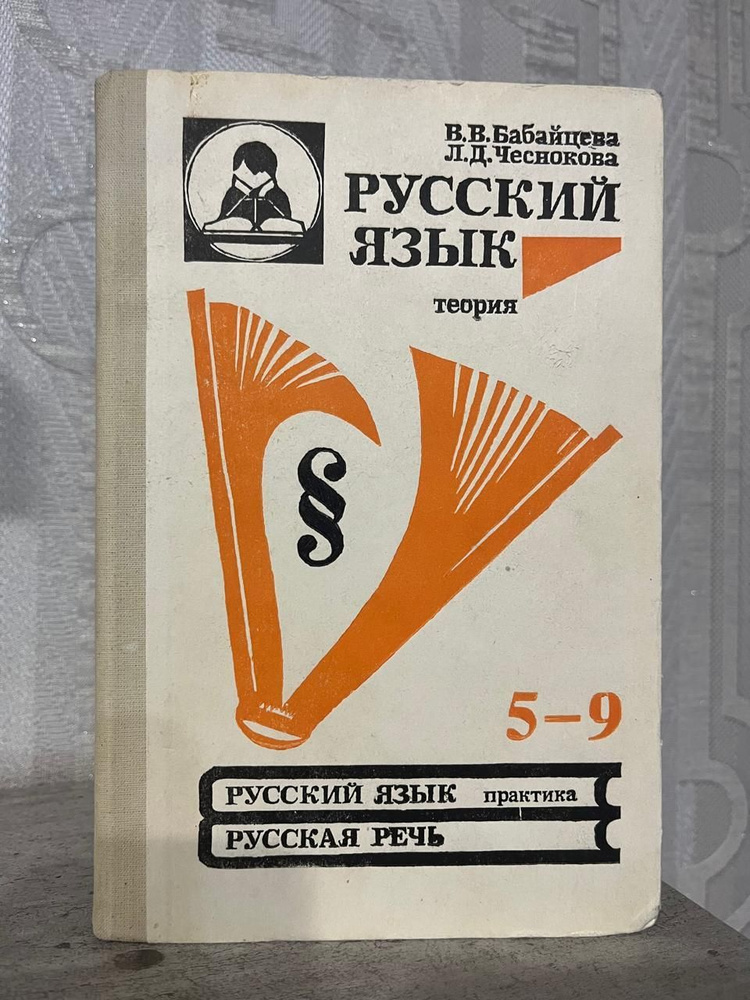 В.В.Бабайцева
Л.Д.Чеснокова
РУССКИЙ
ЯЗЫК
теория
§
5–9
РУССКИЙ ЯЗЫК практика
РУССКАЯ РЕЧЬ